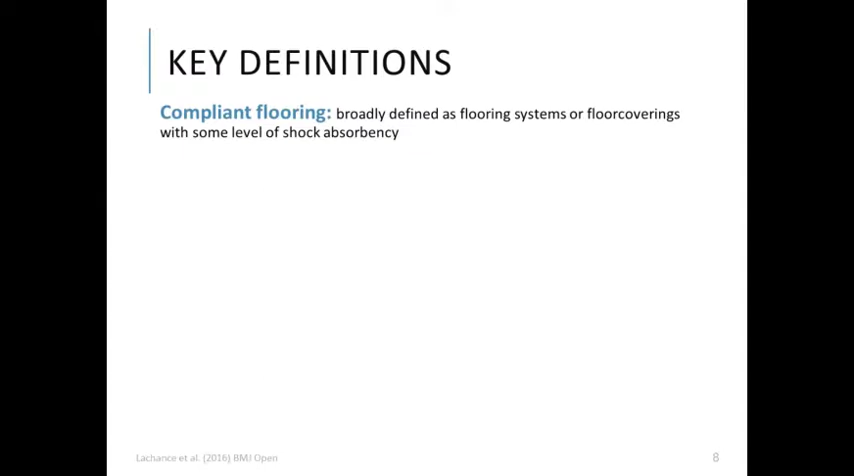 KEY DEFINITIONS
Compliant flooring: broadly defined as flooring systems or floorcoverings
with some level of shock absorbency
Lachance et al. (2016) BMJ Open
8